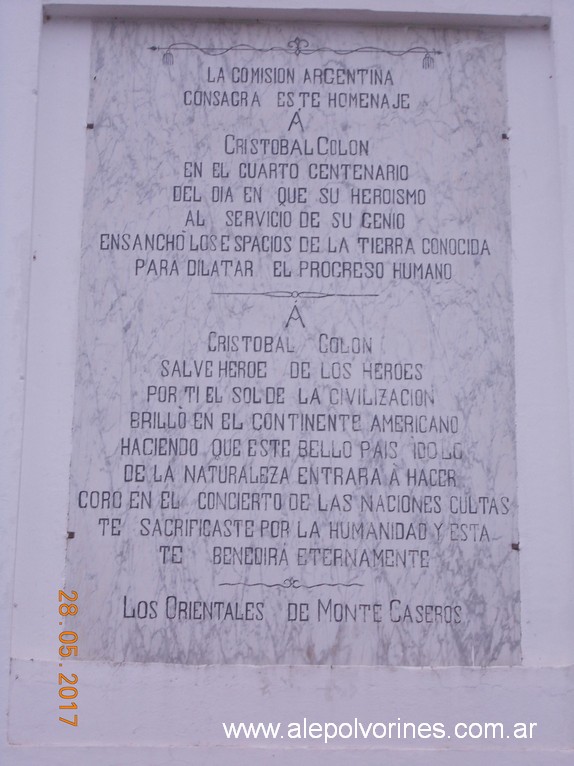 LA COMISION ARGENTINA
CONSAGRA ESTE HOMENAJE
A
CRISTOBAL COLON
EN EL CUARTO CENTENARIO
DEL DIA EN QUE SU HEROISMO
AL SERVICIO DE SU GENIO
ENSANCHÒ LOS ESPACIOS DE LA TIERRA CONOCIDA
PARA DILATAR EL PROGRESO HUMANO
À
CRISTOBAL COLON
SALVE HEROE DE LOS HEROES
POR TI EL SOL DE LA CIVILIZACION
BRILLÒ EN EL CONTINENTE AMERICANO
HACIENDO QUE ESTE BELLO PAIS ÌDOLO
DE LA NATURALEZA ENTRARA À HACER
CORO EN EL CONCIERTO DE LAS NACIONES CULTAS
TE SACRIFICASTE POR LA HUMANIDAD Y ESTA
TE BENEDIRÁ ETERNAMENTE
LOS ORIENTALES DE MONTE CASEROS
28.05.2017
www.alepolvorines.com.ar